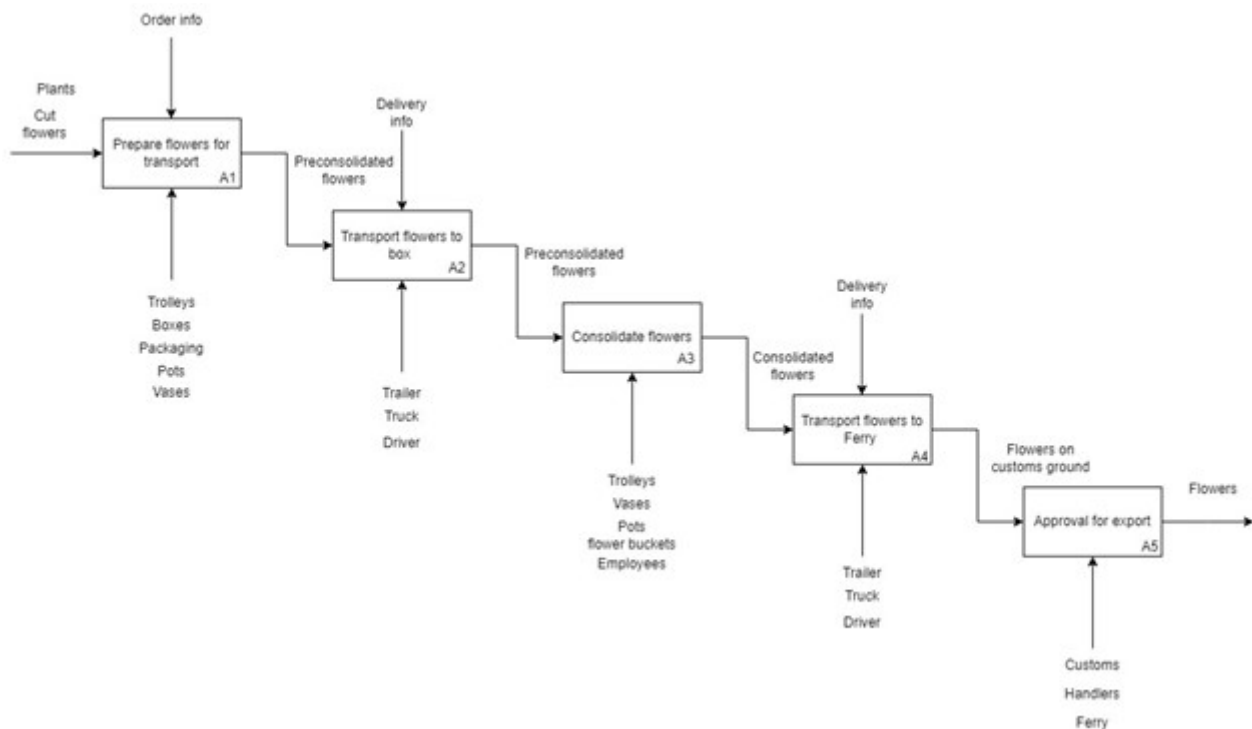 Order info
Plants
Cut
flowers
Prepare flowers for
transport
A1
Trolleys
Boxes
Packaging
Pots
Vases
Preconsolidated
flowers
Delivery
info
Transport flowers to
box
A2
Trailer
Truck
Driver
Preconsolidated
flowers
Consolidate flowers
A3
Trolleys
Vases
Pots
flower buckets
Employees
Consolidated
flowers
Delivery
info
Transport flowers to
Ferry
A4
Trailer
Truck
Driver
Flowers on
customs ground
Approval for export
A5
Flowers
Customs
Handlers
Ferry